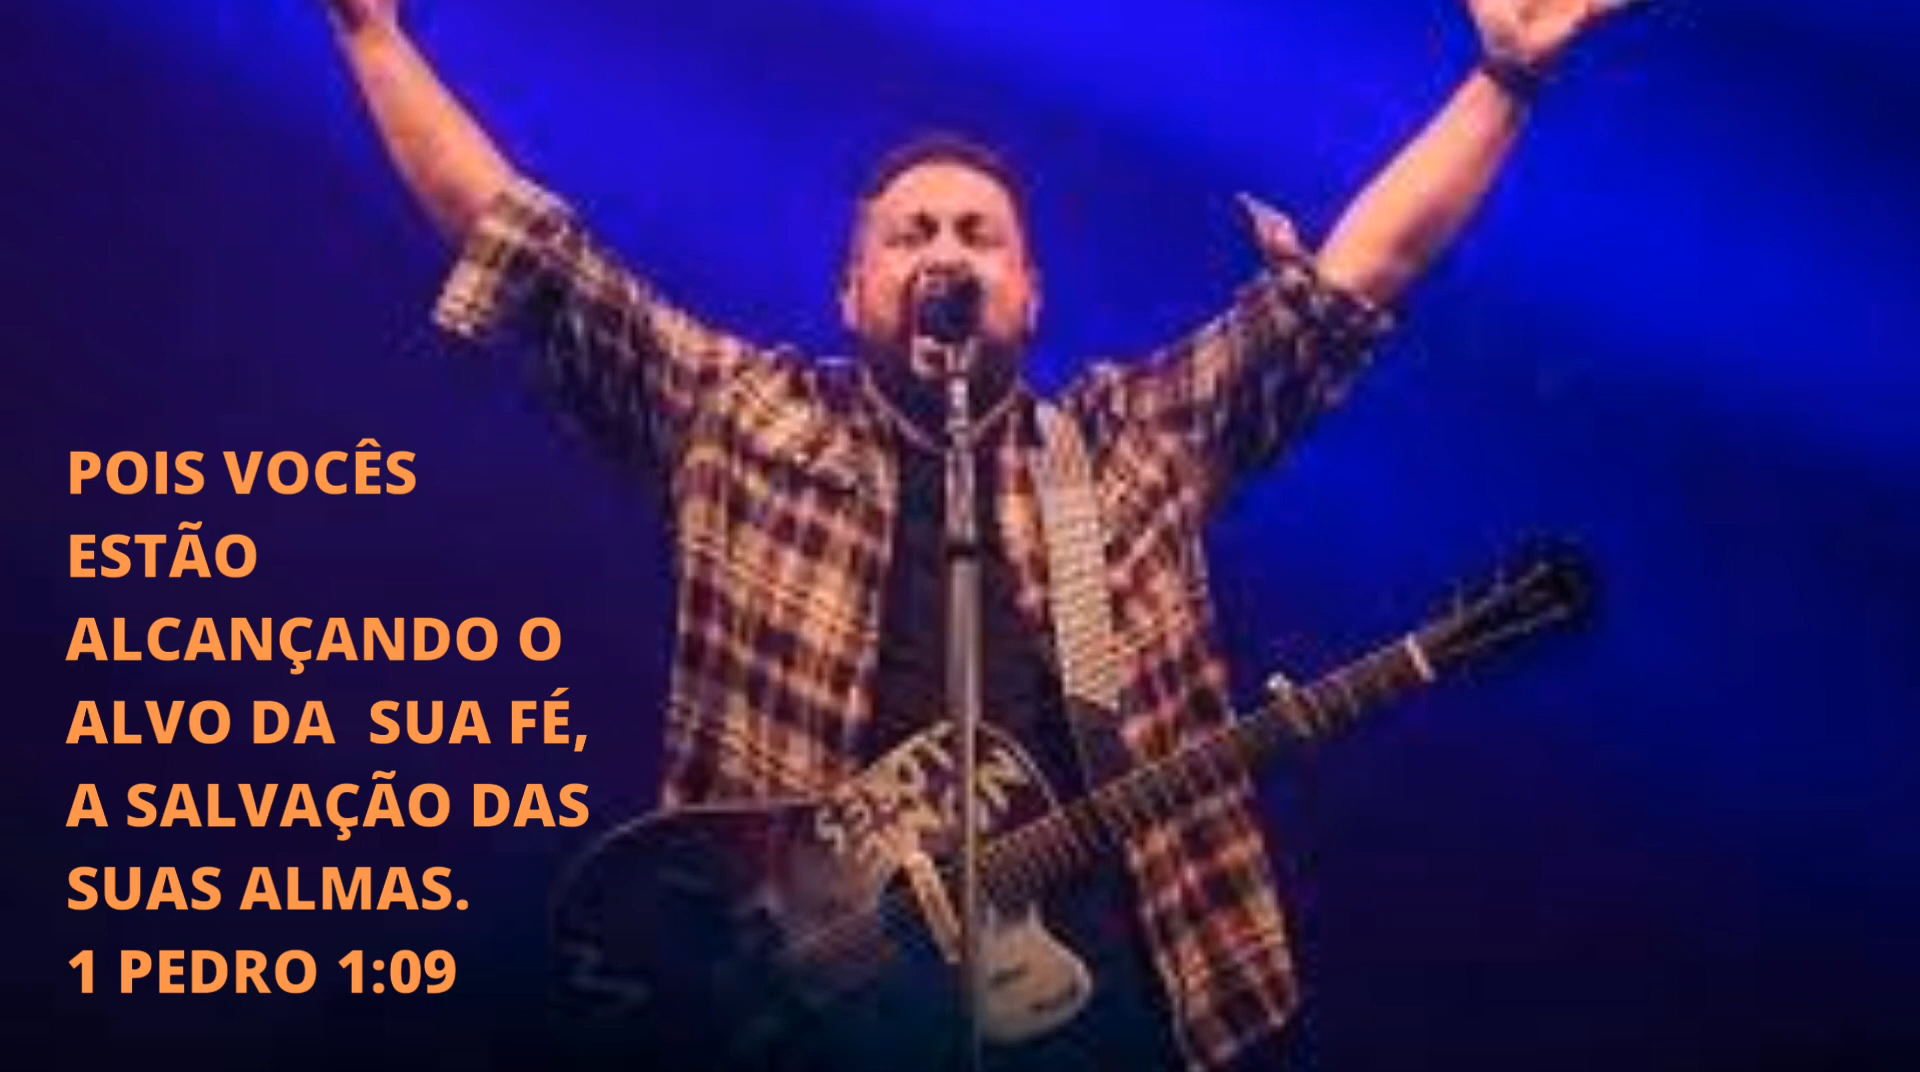 POIS VOCÊS
ESTÃO
ALCANÇANDO O
ALVO DA  SUA FÉ,
A SALVAÇÃO DAS
SUAS ALMAS.
1 PEDRO 1:09